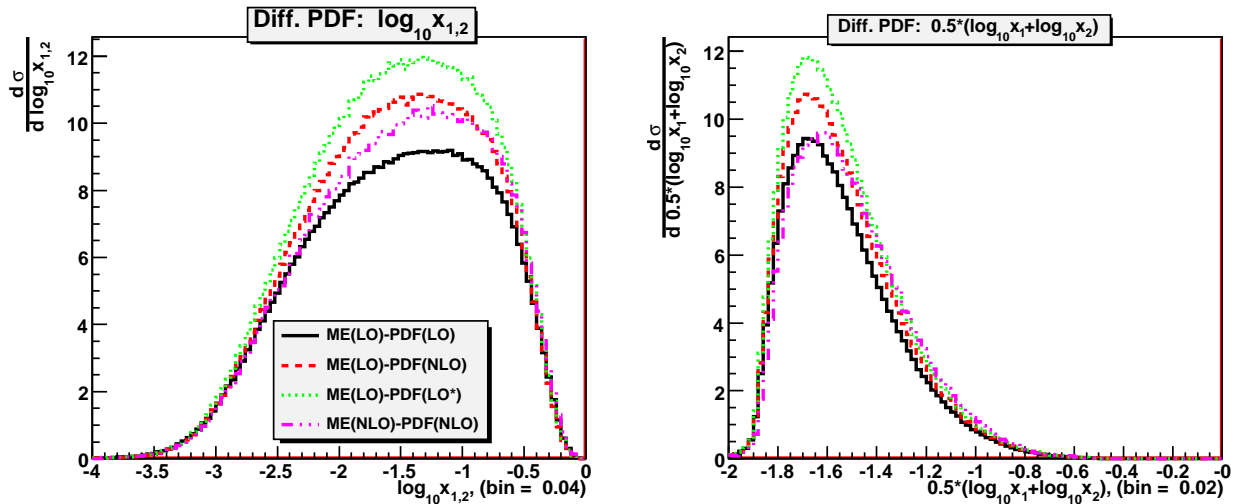 Diff. PDF: log₁₀x₁,₂
dσ
d log₁₀x₁,₂
12
10
8
6
4
2
0
ME(LO)-PDF(LO)
ME(LO)-PDF(NLO)
ME(LO)-PDF(LO*)
ME(NLO)-PDF(NLO)
-4 -3.5 -3 -2.5 -2 -1.5 -1 -0.5 0
log₁₀x₁,₂, (bin = 0.04)
Diff. PDF: 0.5*(log₁₀x₁+log₁₀x₂)
dσ
d 0.5*(log₁₀x₁+log₁₀x₂)
12
10
8
6
4
2
0
-2 -1.8 -1.6 -1.4 -1.2 -1 -0.8 -0.6 -0.4 -0.2 -0
0.5*(log₁₀x₁+log₁₀x₂), (bin = 0.02)